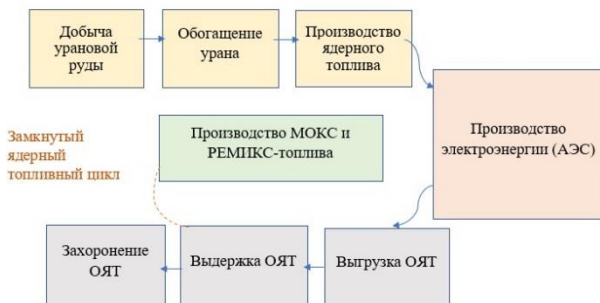 Добыча
урановой
руды
Обогащение
урана
Производство
ядерного
топлива
Производство
электроэнергии (АЭС)
Замкнутый
ядерный
топливный цикл
Производство МОКС и
РЕМИКС-топлива
Захоронение
ОЯТ
Выдержка ОЯТ
Выгрузка ОЯТ